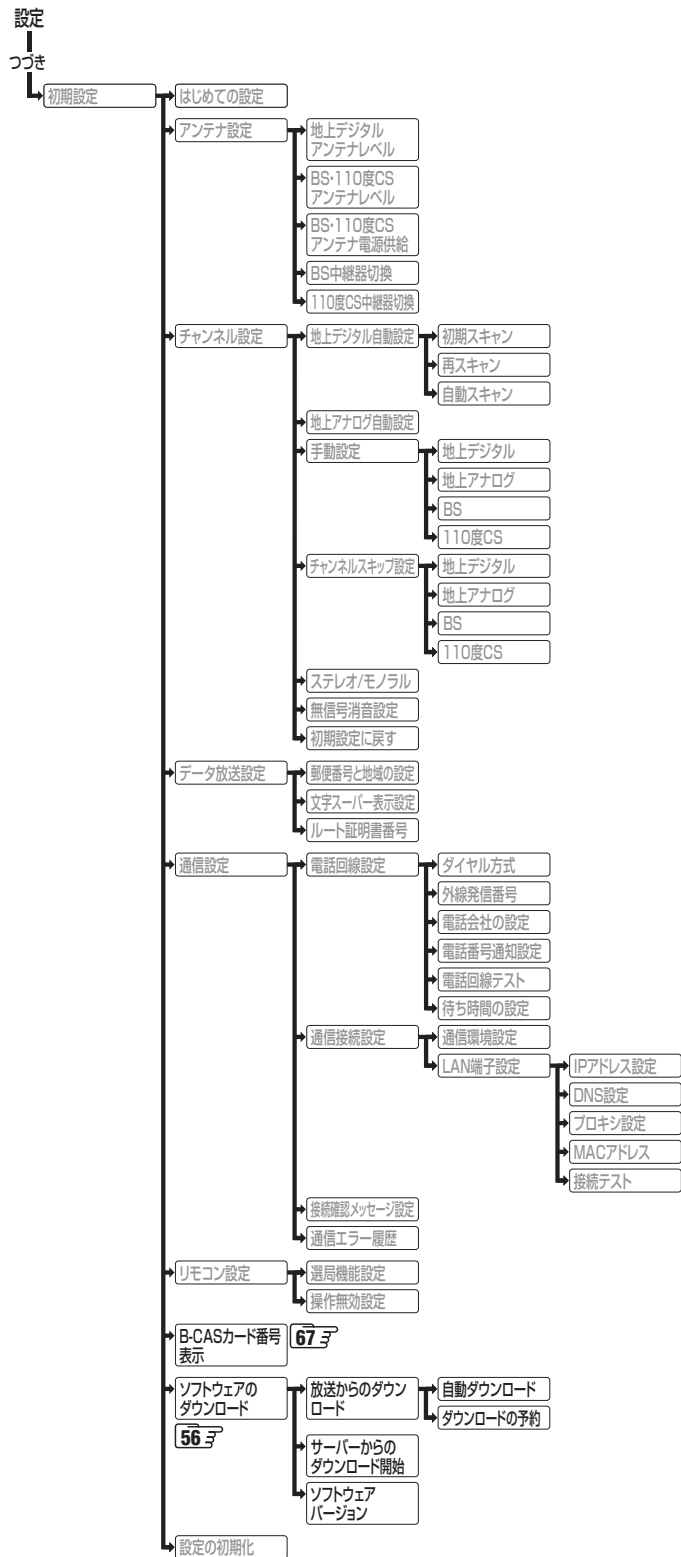 設定
つづき
初期設定
はじめての設定
アンテナ設定
地上デジタル
アンテナレベル
BS・110度CS
アンテナレベル
BS・110度CS
アンテナ電源供給
BS中継器切換
110度CS中継器切換
チャンネル設定
地上デジタル自動設定
初期スキャン
再スキャン
自動スキャン
地上アナログ自動設定
手動設定
地上デジタル
地上アナログ
BS
110度CS
チャンネルスキップ設定
地上デジタル
地上アナログ
BS
110度CS
ステレオ/モノラル
無信号消音設定
初期設定に戻す
データ放送設定
郵便番号と地域の設定
文字スーパー表示設定
ルート証明書番号
通信設定
電話回線設定
ダイヤル方式
外線発信番号
電話会社の設定
電話番号通知設定
電話回線テスト
待ち時間の設定
通信接続設定
通信環境設定
LAN端子設定
IPアドレス設定
DNS設定
プロキシ設定
MACアドレス
接続テスト
接続確認メッセージ設定
通信エラー履歴
リモコン設定
選局機能設定
操作無効設定
B-CASカード番号
表示
67
ソフトウェアの
ダウンロード
56
放送からのダウン
ロード
自動ダウンロード
ダウンロードの予約
サーバーからの
ダウンロード開始
ソフトウェア
バージョン
設定の初期化